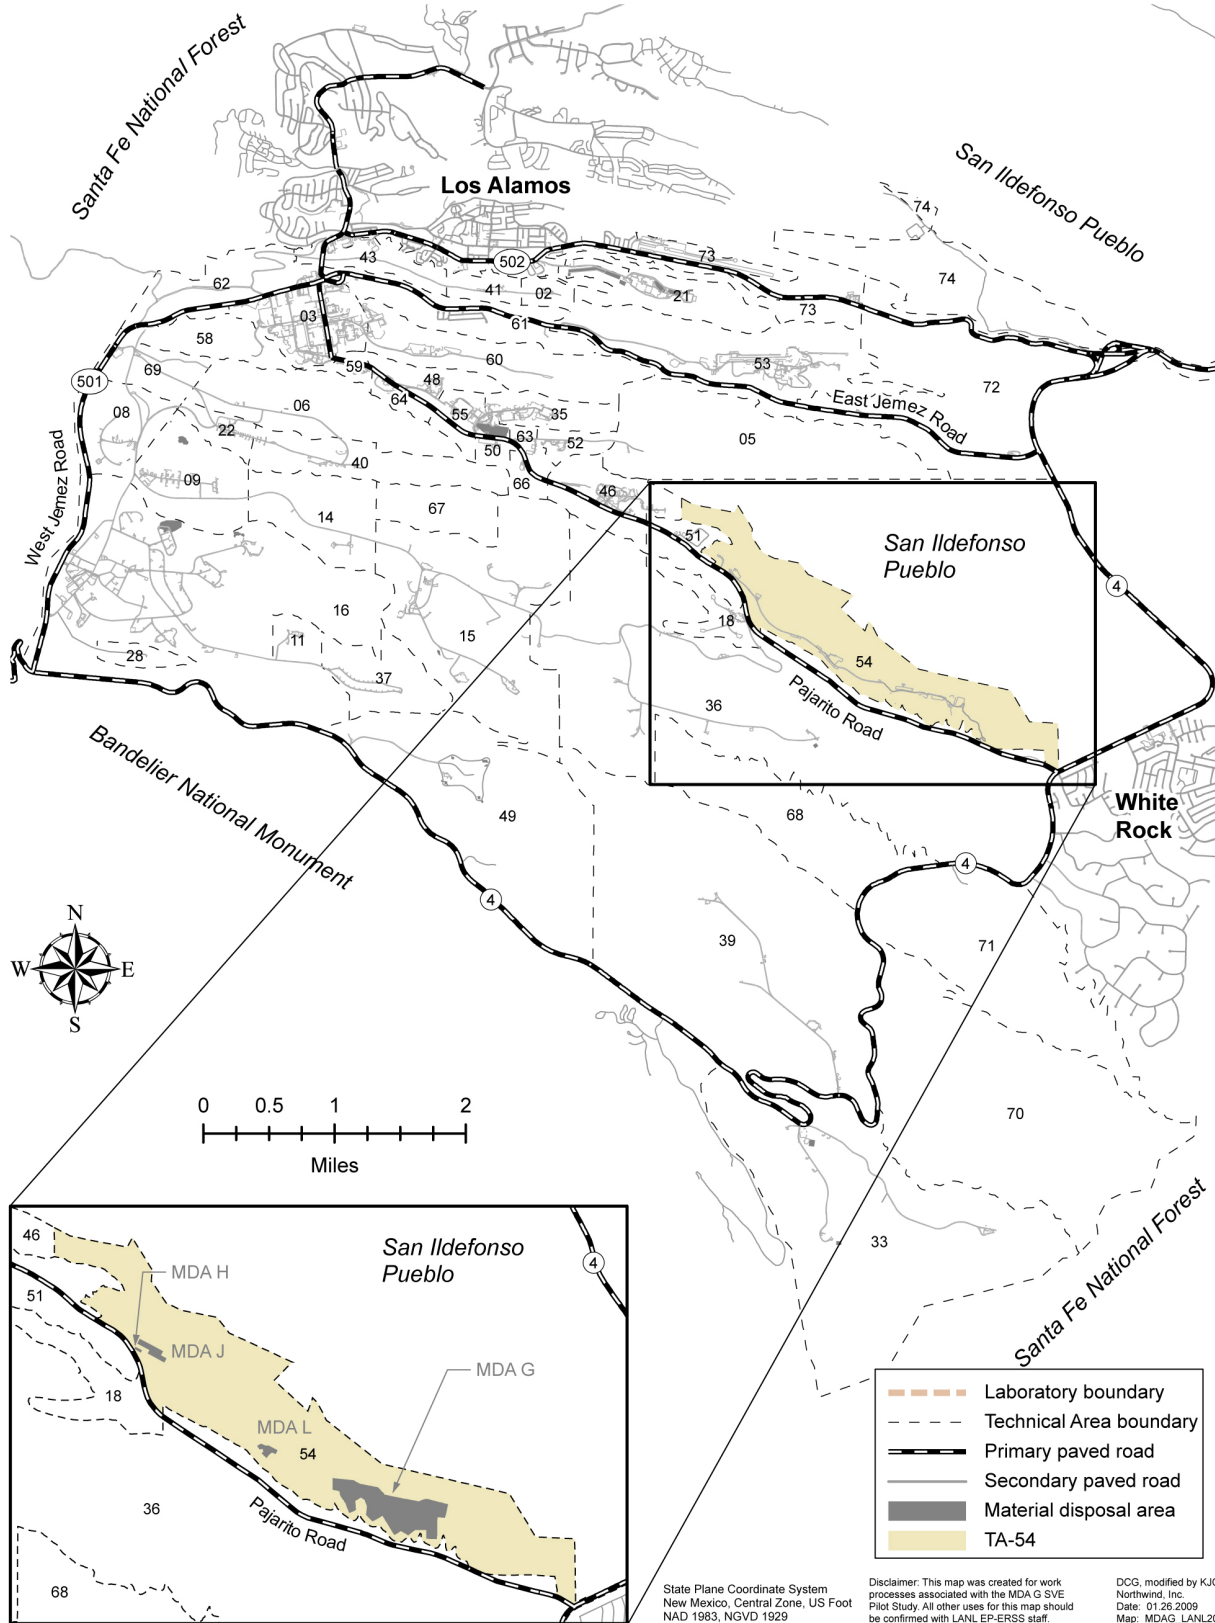 Santa Fe National Forest
San Ildefonso Pueblo
Los Alamos
74
74
43
502
73
62
41
02
21
73
03
61
58
60
53
59
69
48
501
72
64
08
06
55
35
East Jemez Road
22
63
52
05
50
40
West Jemez Road
09
66
46
67
14
51
San Ildefonso
Pueblo
4
16
18
11
15
28
54
37
36
Pajarito Road
Bandelier National Monument
White
Rock
49
68
4
4
39
71
N
W E
S
0 0.5 1 2
Miles
70
33
Santa Fe National Forest
46
San Ildefonso
Pueblo
4
MDA H
51
MDA J
MDA G
18
MDA L
54
36
Pajarito Road
68
Laboratory boundary
Technical Area boundary
Primary paved road
Secondary paved road
Material disposal area
TA-54
State Plane Coordinate System
New Mexico, Central Zone, US Foot
NAD 1983, NGVD 1929
Disclaimer: This map was created for work
processes associated with the MDA G SVE
Pilot Study. All other uses for this map should
be confirmed with LANL EP-ERSS staff.
DCG, modified by
Northwind, Inc.
Date: 01.26.2009
Map: MDAG